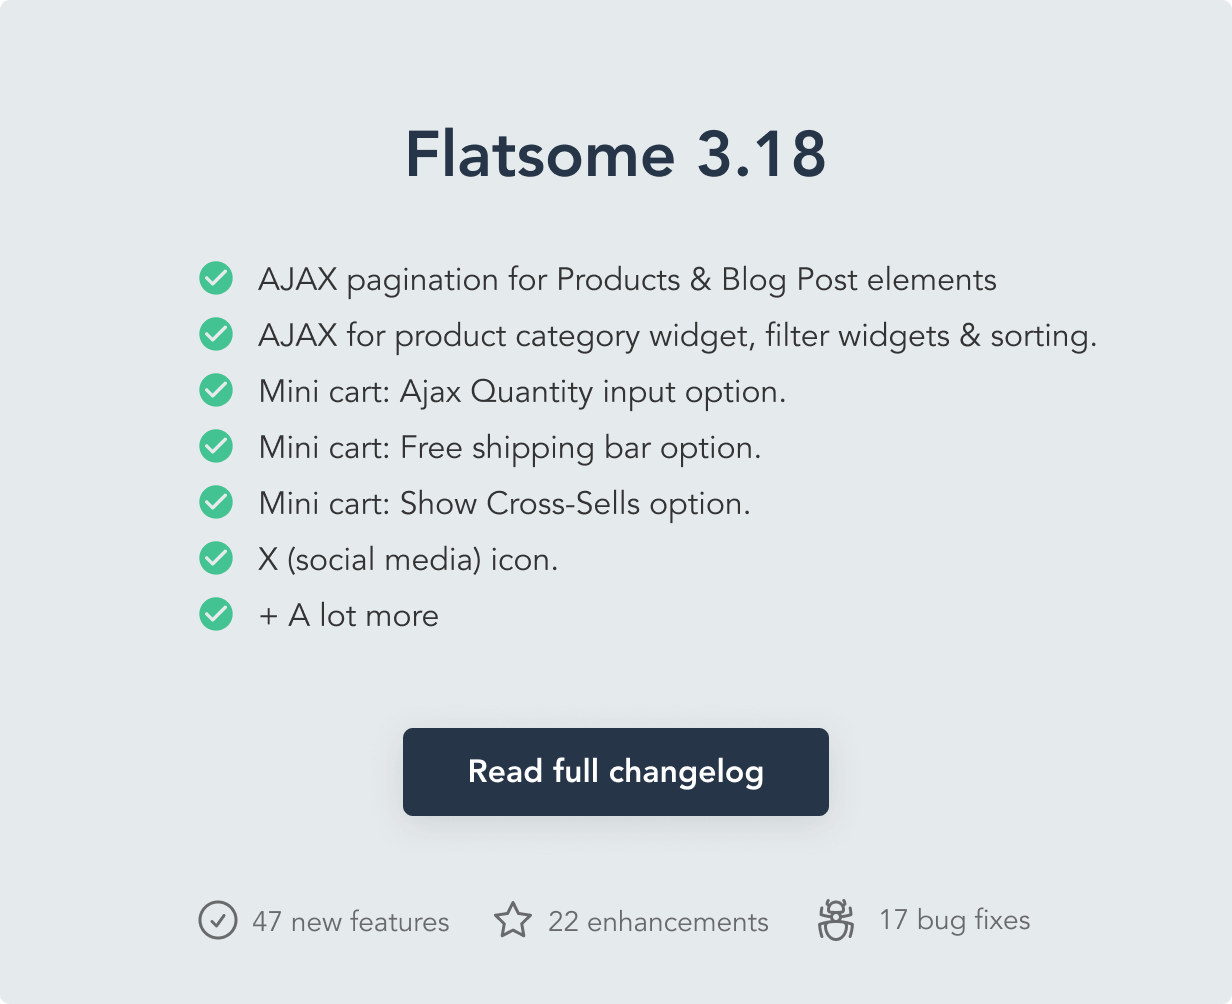 Flatsome 3.18
AJAX pagination for Products & Blog Post elements
AJAX for product category widget, filter widgets & sorting.
Mini cart: Ajax Quantity input option.
Mini cart: Free shipping bar option.
Mini cart: Show Cross-Sells option.
X (social media) icon.
+ A lot more
Read full changelog
47 new features
22 enhancements
17 bug fixes